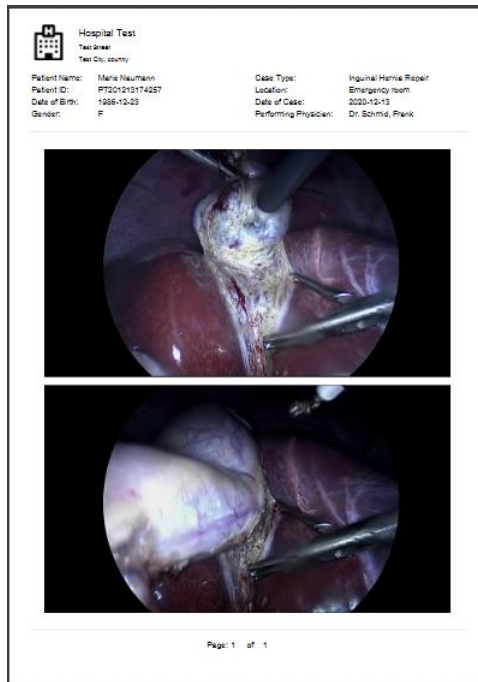 Hospital Test
Test Street
Test City, country
Patient Name: Marie Neumann Case Type: Inguinal Hernia Repair
Patient ID: PT201213174257 Location: Emergency room
Date of Birth: 1986-12-23 Date of Case: 2020-12-13
Gender: F Performing Physician: Dr. Schmid, Frank
Page: 1 of 1